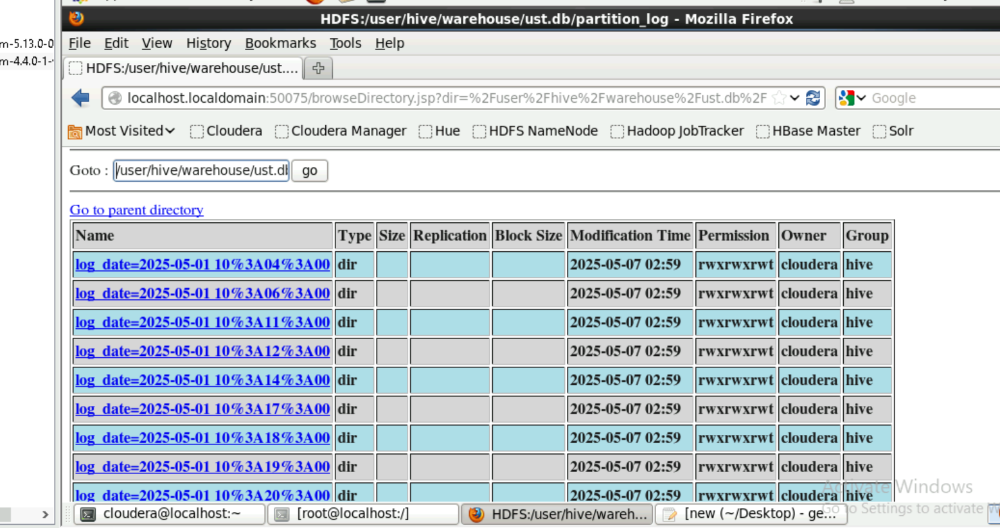 HDFS:/user/hive/warehouse/ust.db/partition_log - Mozilla Firefox
m-5.13.0-0
File Edit View History Bookmarks Tools Help
m-4.4.0-1-
HDFS:/user/hive/warehouse/ust....
localhost.localdomain:50075/browseDirectory.jsp?dir=%2Fuser%2Fhive%2Fwarehouse%2Fust.db%2F Google
Most Visited Cloudera Cloudera Manager Hue HDFS NameNode Hadoop JobTracker HBase Master Solr
Goto : /user/hive/warehouse/ust.db go
Go to parent directory
Name Type Size Replication Block Size Modification Time Permission Owner Group
log_date=2025-05-01 10%3A04%3A00 dir 2025-05-07 02:59 rwxrwxrwt cloudera hive
log_date=2025-05-01 10%3A06%3A00 dir 2025-05-07 02:59 rwxrwxrwt cloudera hive
log_date=2025-05-01 10%3A11%3A00 dir 2025-05-07 02:59 rwxrwxrwt cloudera hive
log_date=2025-05-01 10%3A12%3A00 dir 2025-05-07 02:59 rwxrwxrwt cloudera hive
log_date=2025-05-01 10%3A14%3A00 dir 2025-05-07 02:59 rwxrwxrwt cloudera hive
log_date=2025-05-01 10%3A17%3A00 dir 2025-05-07 02:59 rwxrwxrwt cloudera hive
log_date=2025-05-01 10%3A18%3A00 dir 2025-05-07 02:59 rwxrwxrwt cloudera hive
log_date=2025-05-01 10%3A19%3A00 dir 2025-05-07 02:59 rwxrwxrwt cloudera hive
log_date=2025-05-01 10%3A20%3A00 dir 2025-05-07 02:59 rwxrwxrwt cloudera hive
Activate Windows
Go to Settings to activate W
cloudera@localhost:~ [root@localhost:/] HDFS:/user/hive/wareh... [new (~/Desktop) - ge...